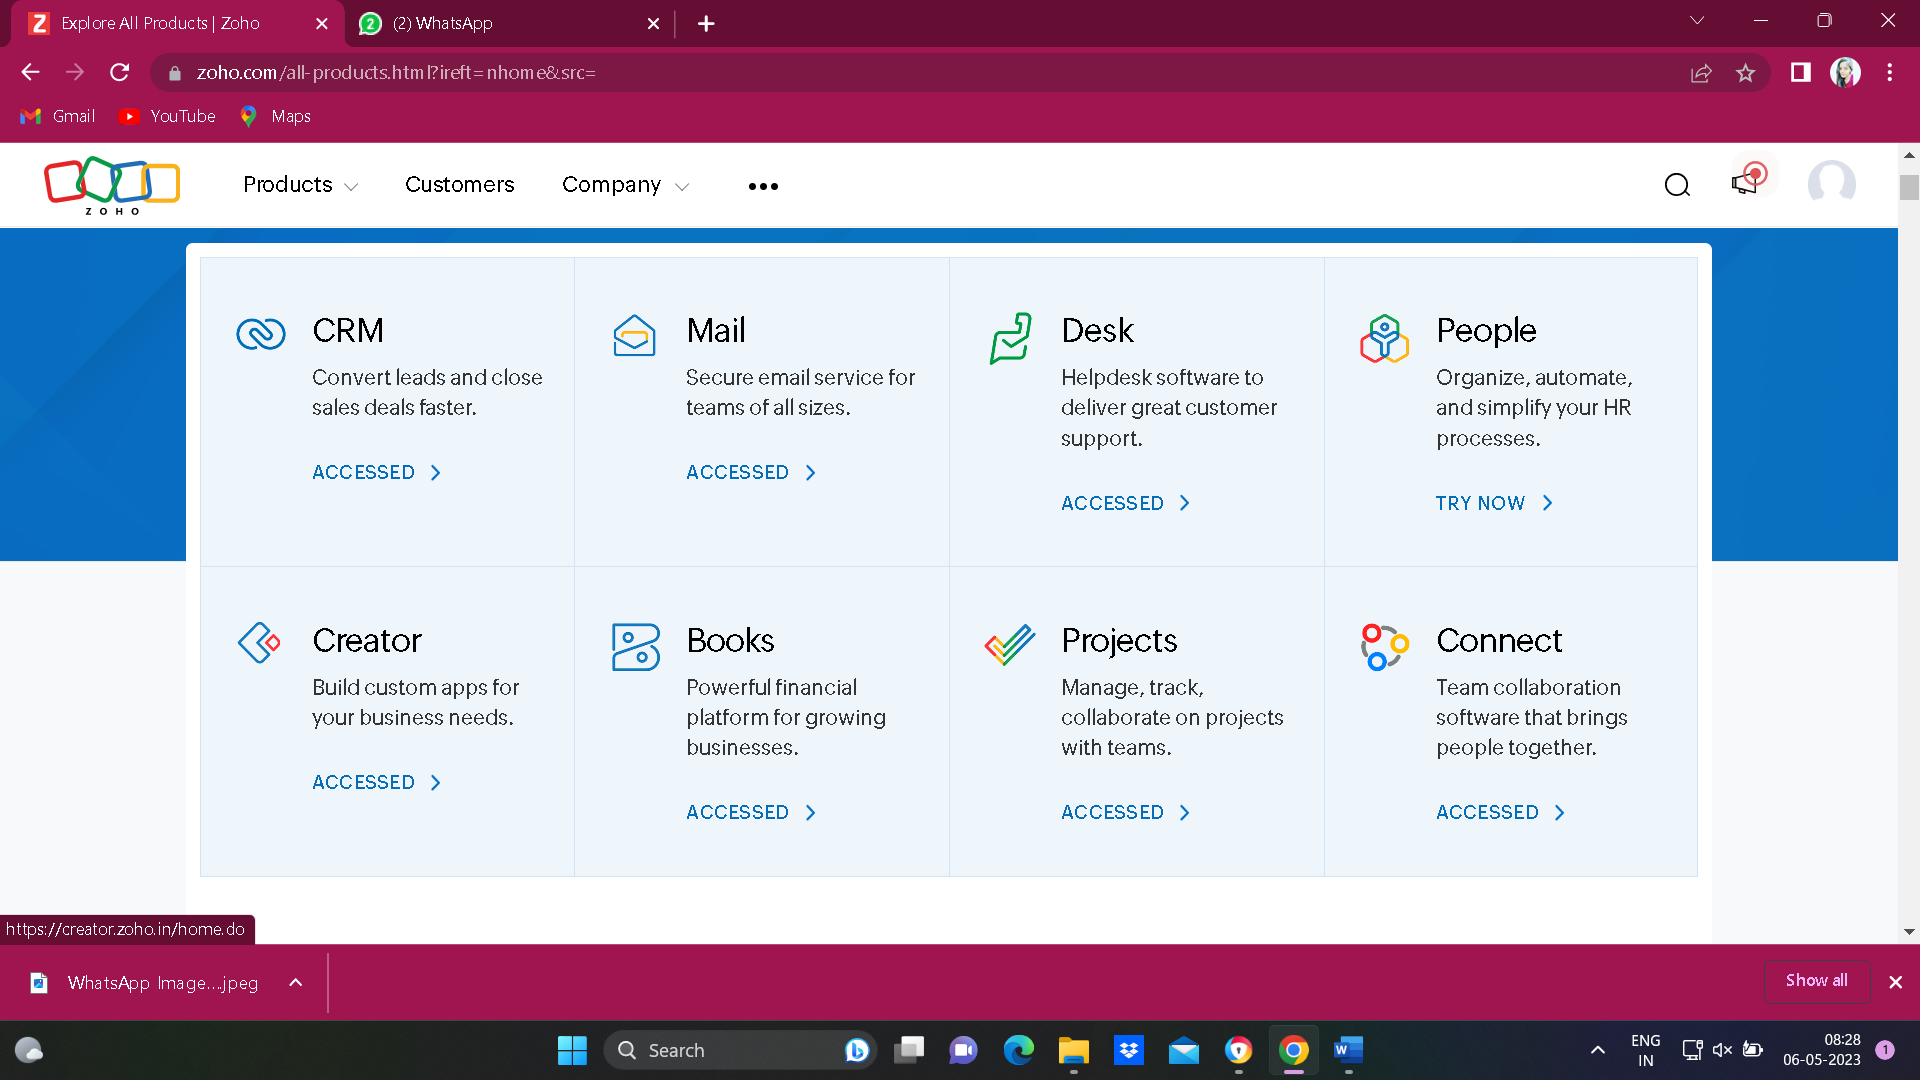 Explore All Products | Zoho
2
(2) WhatsApp
zoho.com/all-products.html?ireft=nhome&src=
Gmail
YouTube
Maps
ZOHO
Products
Customers
Company
CRM
Convert leads and close
sales deals faster.
ACCESSED
Mail
Secure email service for
teams of all sizes.
ACCESSED
Desk
Helpdesk software to
deliver great customer
support.
ACCESSED
People
Organize, automate,
and simplify your HR
processes.
TRY NOW
Creator
Build custom apps for
your business needs.
ACCESSED
Books
Powerful financial
platform for growing
businesses.
ACCESSED
Projects
Manage, track,
collaborate on projects
with teams.
ACCESSED
Connect
Team collaboration
software that brings
people together.
ACCESSED
https://creator.zoho.in/home.do
WhatsApp Image....jpeg
Show all
Search
ENG
IN
08:28
06-05-2023
1